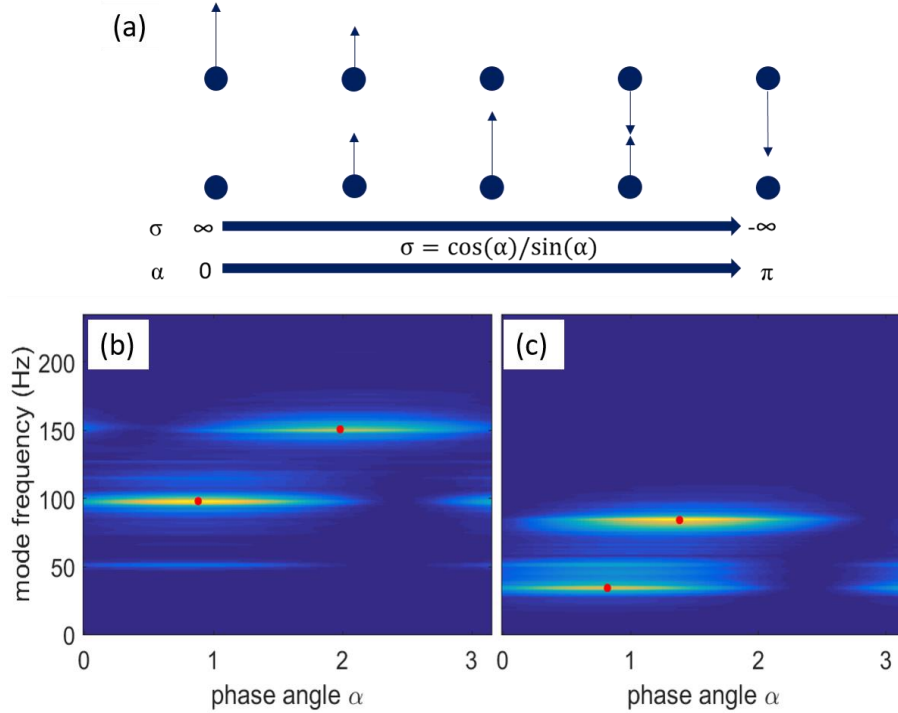 (a)
σ ∞ -∞
σ = cos(α)/sin(α)
α 0 π
(b) (c)
mode frequency (Hz)
200
150
100
50
0
0 1 2 3 0 1 2 3
phase angle α phase angle α